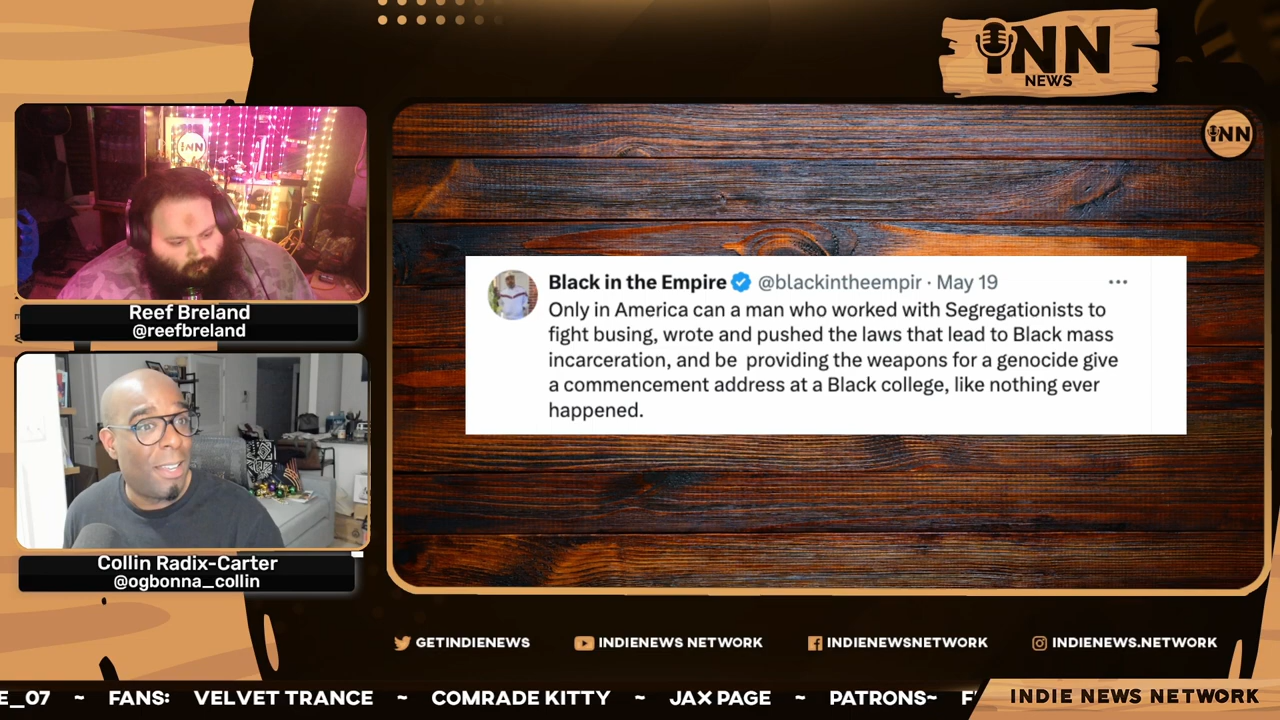 iNN
NEWS
iNN
iNN
Reef Breland
@reefbreland
Collin Radix-Carter
@ogbonna_collin
Black in the Empire @blackintheempir · May 19
Only in America can a man who worked with Segregationists to
fight busing, wrote and pushed the laws that lead to Black mass
incarceration, and be  providing the weapons for a genocide give
a commencement address at a Black college, like nothing ever
happened.
GETINDIENEWS
INDIENEWS NETWORK
INDIENEWSNETWORK
INDIENEWS.NETWORK
E_07 ~ FANS: VELVET TRANCE ~ COMRADE KITTY ~ JAX PAGE ~ PATRONS~ F
INDIE NEWS NETWORK